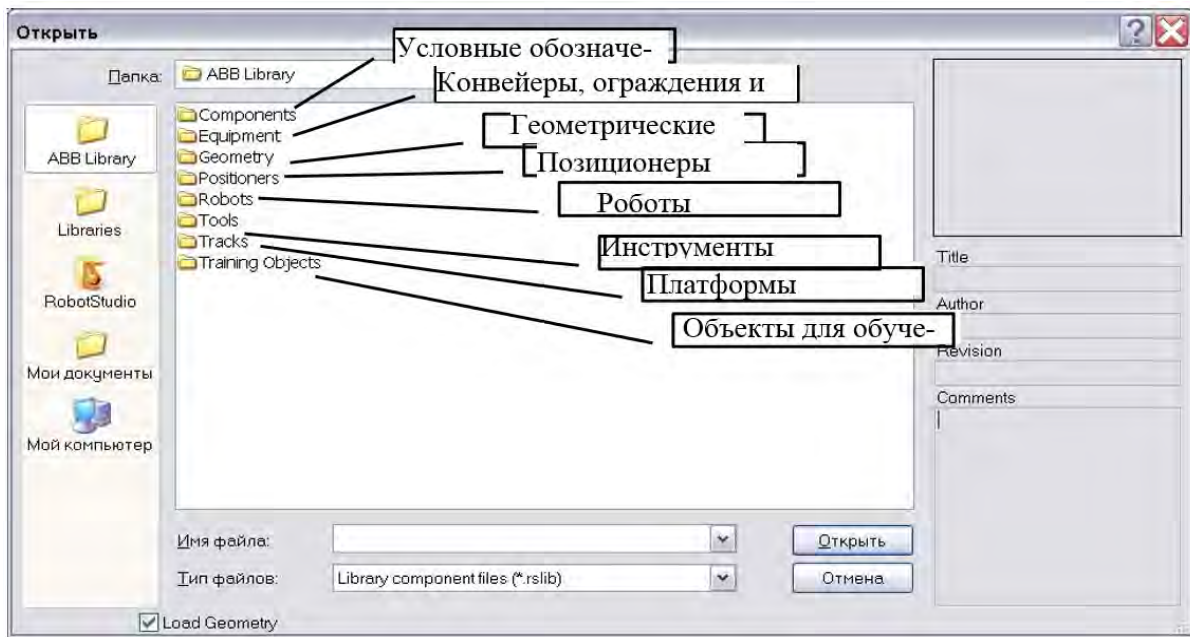 Открыть
Условные обозначе-
Папка: ABB Library
Конвейеры, ограждения и
Components
Equipment
Geometry
Positioners
Robots
Tools
Tracks
Training Objects
Геометрические
Позиционеры
Роботы
Инструменты
Платформы
Объекты для обуче-
ABB Library
Libraries
RobotStudio
Мои документы
Мой компьютер
Title
Author
Revision
Comments
Имя файла:
Открыть
Тип файлов: Library component files (*.rslib)
Отмена
Load Geometry